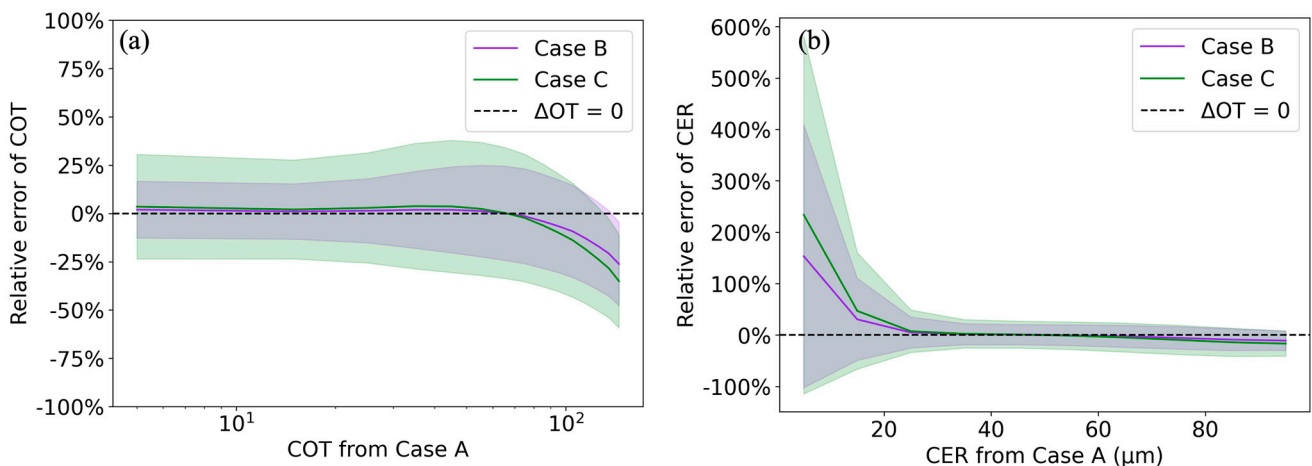 (a)
100%
75%
50%
25%
0%
-25%
-50%
-75%
-100%
Relative error of COT
Case B
Case C
ΔOT = 0
10¹
10²
COT from Case A
(b)
600%
500%
400%
300%
200%
100%
0%
-100%
Relative error of CER
Case B
Case C
ΔOT = 0
20
40
60
80
CER from Case A (μm)